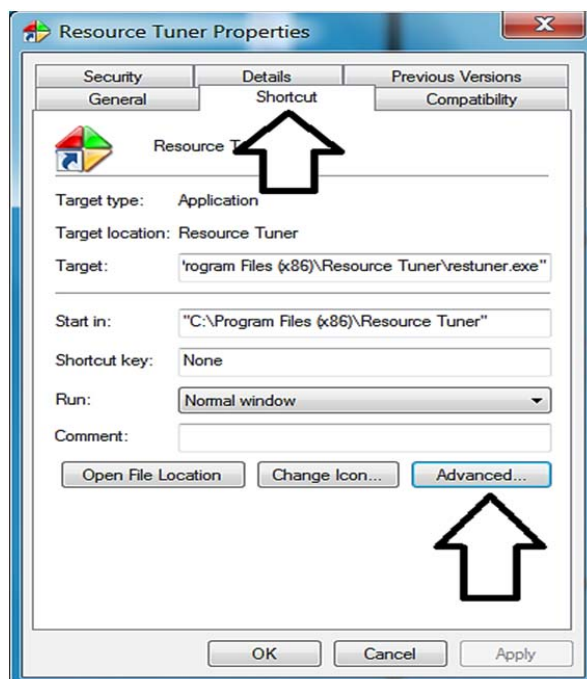 Resource Tuner Properties
Security Details Previous Versions
General Shortcut Compatibility
Resource
Target type: Application
Target location: Resource Tuner
Target: 'rogram Files (x86)\Resource Tuner\restuner.exe"
Start in: "C:\Program Files (x86)\Resource Tuner"
Shortcut key: None
Run: Normal window
Comment:
Open File Location Change Icon... Advanced...
OK Cancel Apply